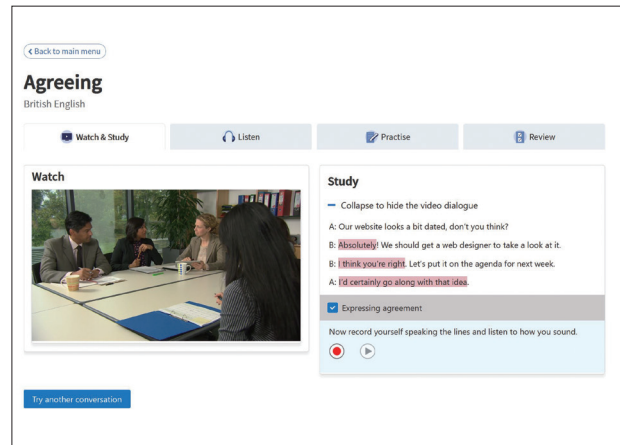 Back to main menu
Agreeing
British English
Watch & Study
Listen
Practise
Review
Watch
Study
Collapse to hide the video dialogue
A: Our website looks a bit dated, don't you think?
B: Absolutely! We should get a web designer to take a look at it.
B: I think you're right. Let's put it on the agenda for next week.
A: I'd certainly go along with that idea.
Expressing agreement
Now record yourself speaking the lines and listen to how you sound.
Try another conversation